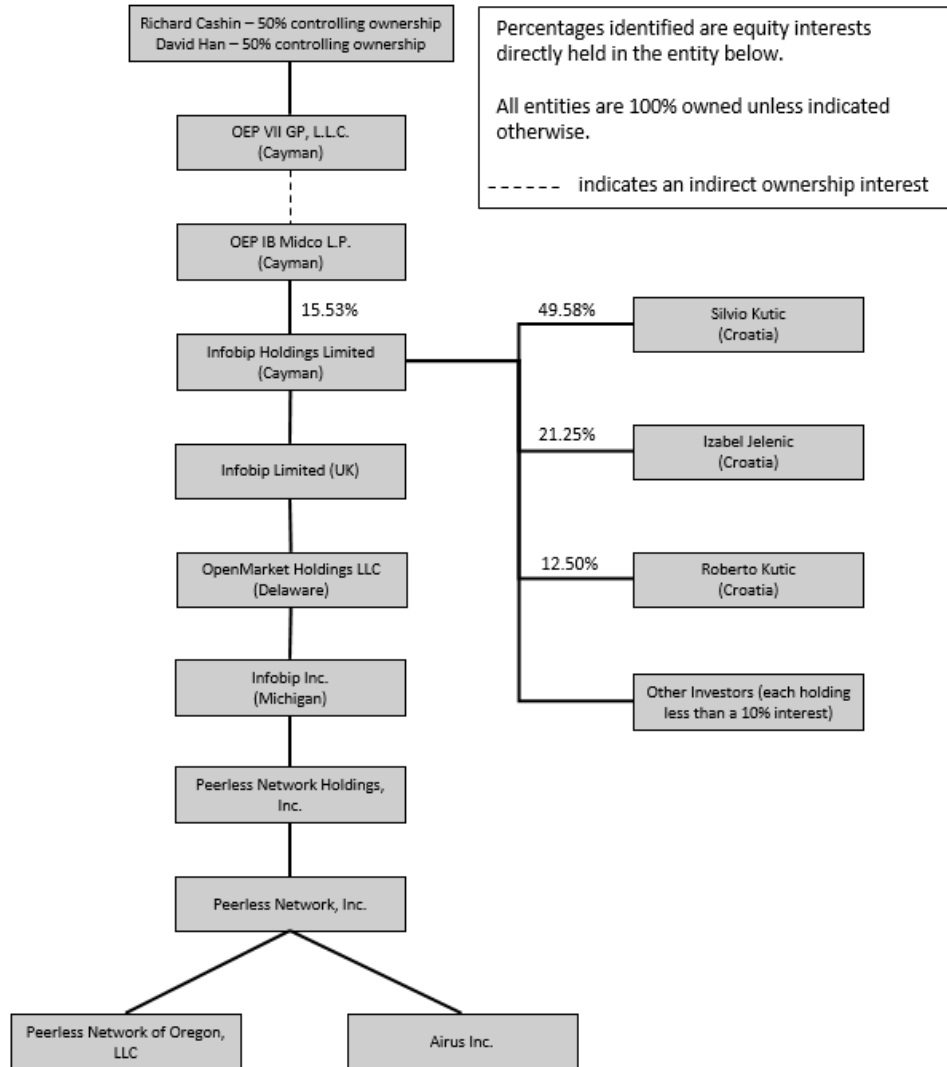 Richard Cashin – 50% controlling ownership
David Han – 50% controlling ownership
Percentages identified are equity interests
directly held in the entity below.
All entities are 100% owned unless indicated
otherwise.
------ indicates an indirect ownership interest
OEP VII GP, L.L.C.
(Cayman)
OEP IB Midco L.P.
(Cayman)
15.53%
Infobip Holdings Limited
(Cayman)
49.58%
Silvio Kutic
(Croatia)
21.25%
Izabel Jelenic
(Croatia)
12.50%
Roberto Kutic
(Croatia)
Other Investors (each holding
less than a 10% interest)
Infobip Limited (UK)
OpenMarket Holdings LLC
(Delaware)
Infobip Inc.
(Michigan)
Peerless Network Holdings,
Inc.
Peerless Network, Inc.
Peerless Network of Oregon,
LLC
Airus Inc.